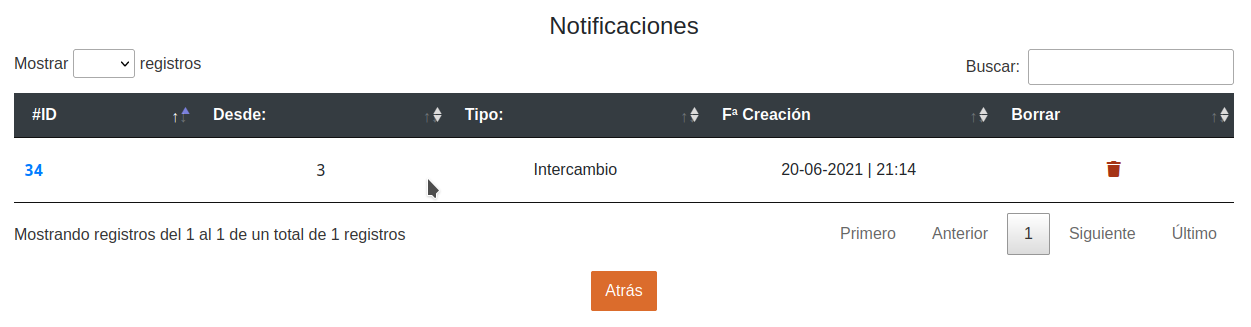 Notificaciones
Mostrar registros
Buscar:
#ID Desde: Tipo: Fª Creación Borrar
34 3 Intercambio 20-06-2021 | 21:14
Mostrando registros del 1 al 1 de un total de 1 registros
Primero Anterior 1 Siguiente Último
Atrás